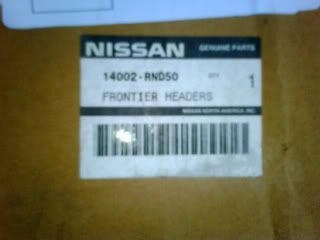 NISSAN GENUINE PARTS
14002-RND50 QTY 1
FRONTIER HEADERS
NISSAN NORTH AMERICA, INC.